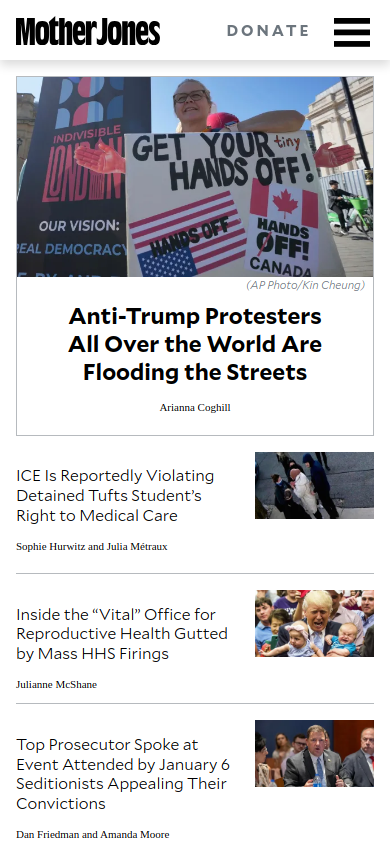 Mother Jones
DONATE
INDIVISIBLE
LONDON
OUR VISION:
REAL DEMOCRACY
GET YOUR tiny
HANDS OFF!
HANDS OFF
HANDS
OFF!
CANADA
(AP Photo/Kin Cheung)
Anti-Trump Protesters
All Over the World Are
Flooding the Streets
Arianna Coghill
ICE Is Reportedly Violating
Detained Tufts Student’s
Right to Medical Care
Sophie Hurwitz and Julia Métraux
Inside the “Vital” Office for
Reproductive Health Gutted
by Mass HHS Firings
Julianne McShane
Top Prosecutor Spoke at
Event Attended by January 6
Seditionists Appealing Their
Convictions
Dan Friedman and Amanda Moore